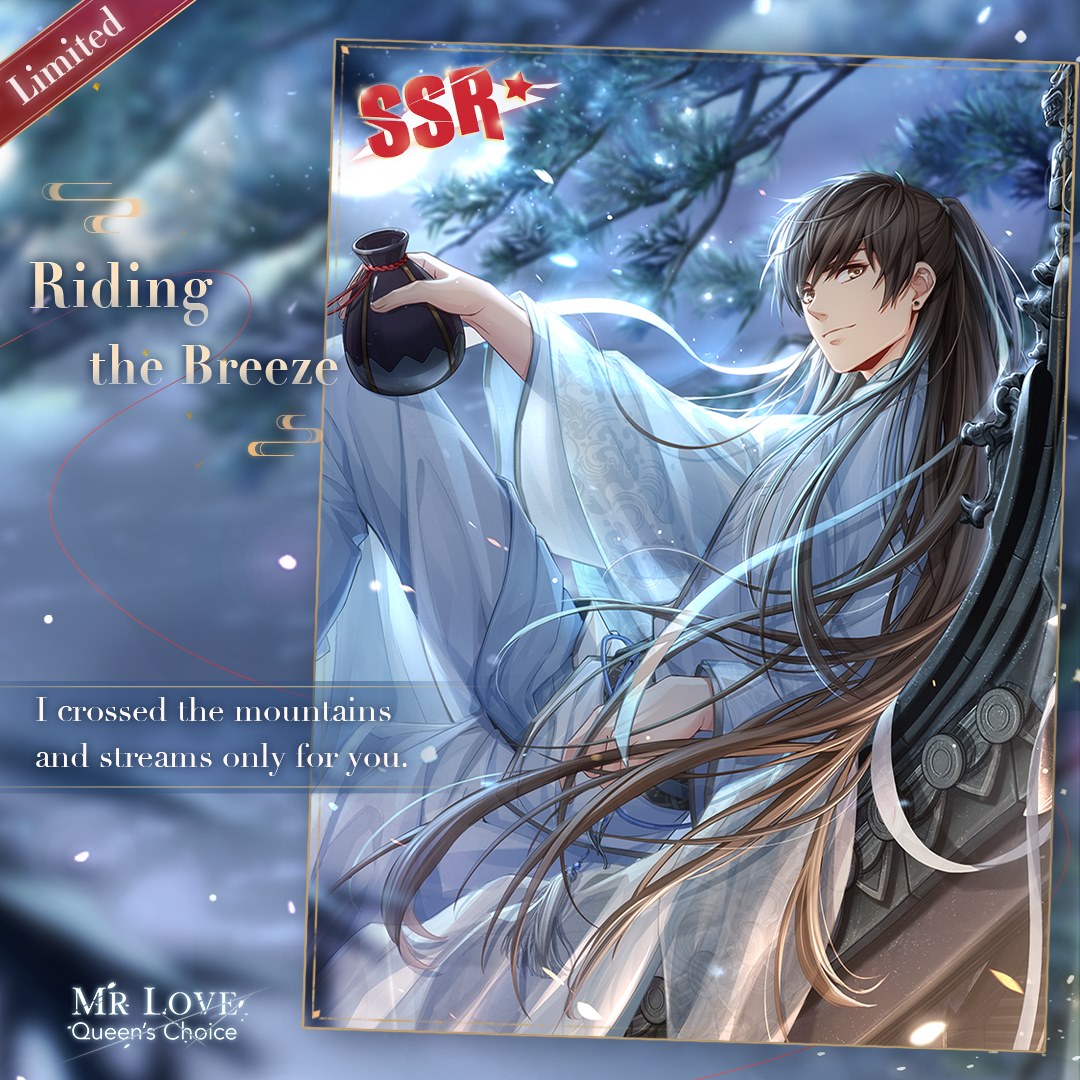 Limited
SSR
Riding
the Breeze
I crossed the mountains
and streams only for you.
MR LOVE
Queen's Choice